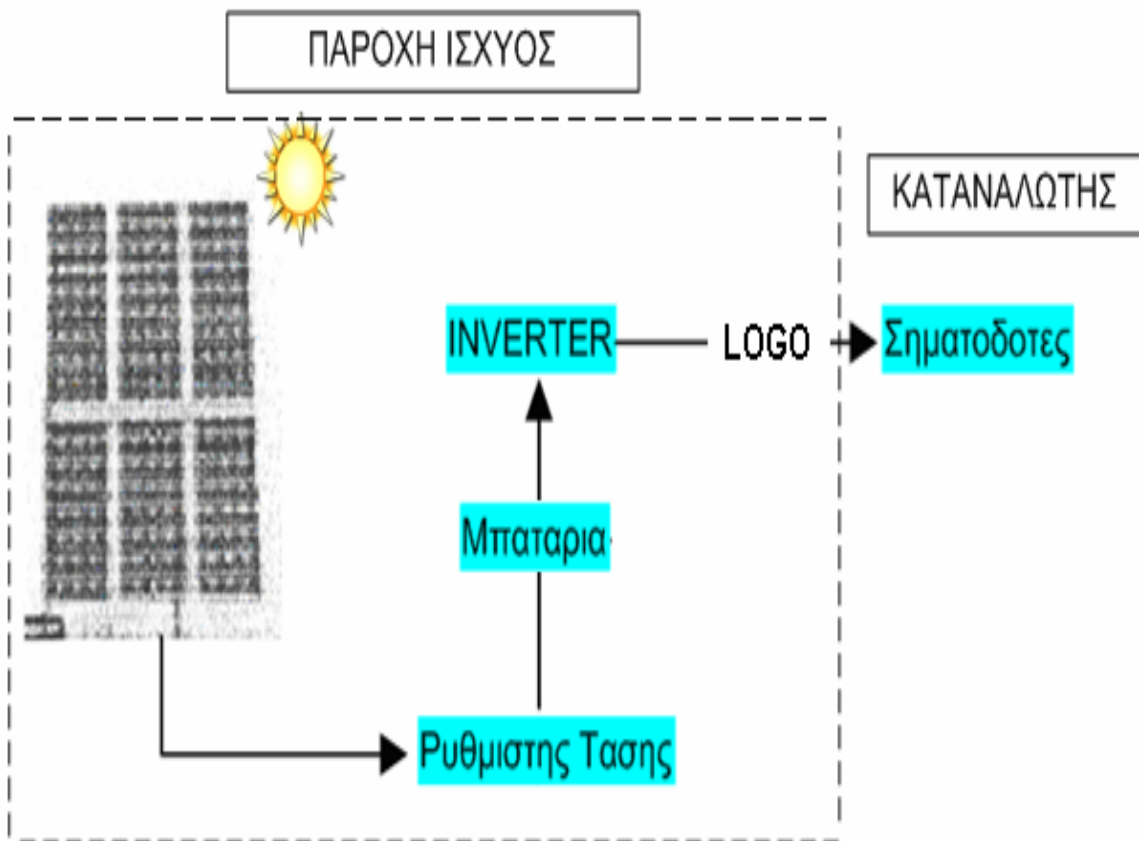 ΠΑΡΟΧΗ ΙΣΧΥΟΣ
ΚΑΤΑΝΑΛΩΤΗΣ
INVERTER
LOGO
Σηματοδοτες
Μπαταρια
Ρυθμιστης Τασης